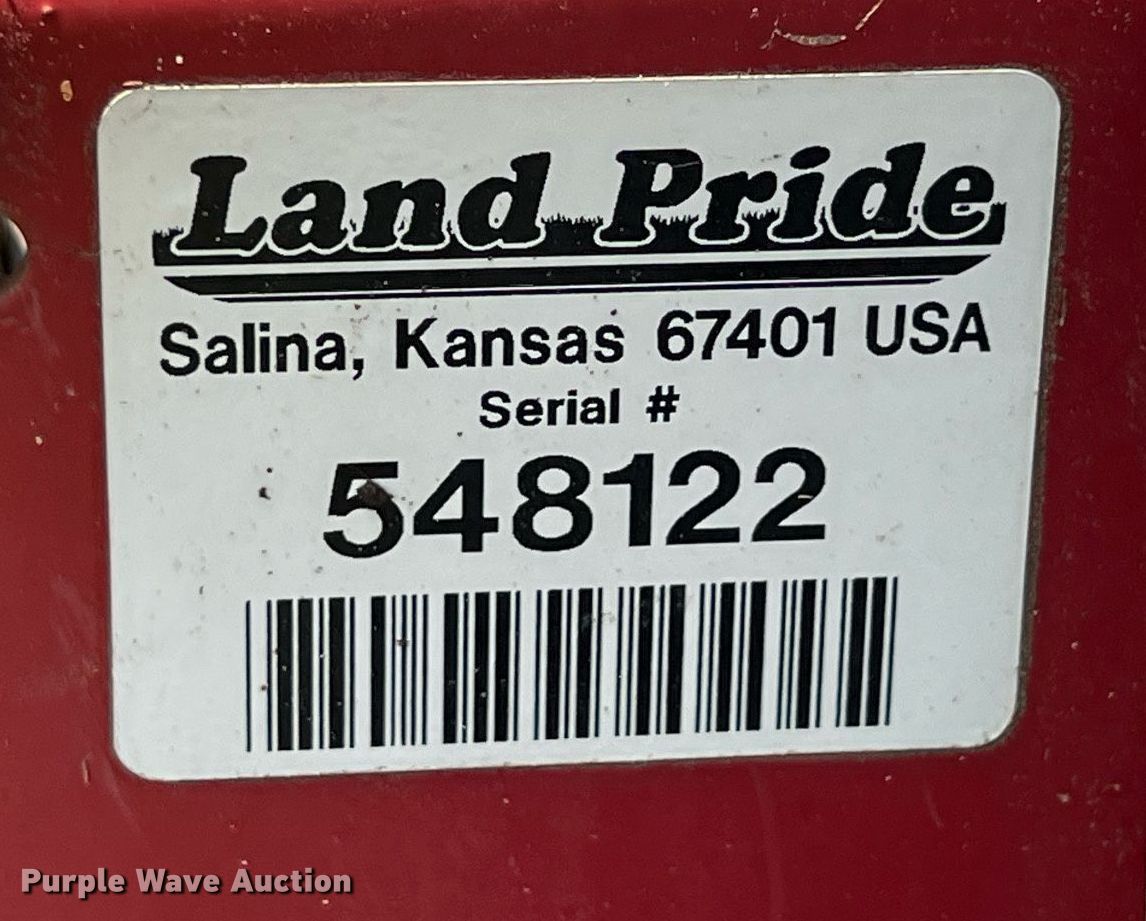 Land Pride
Salina, Kansas 67401 USA
Serial #
548122
Purple Wave Auction